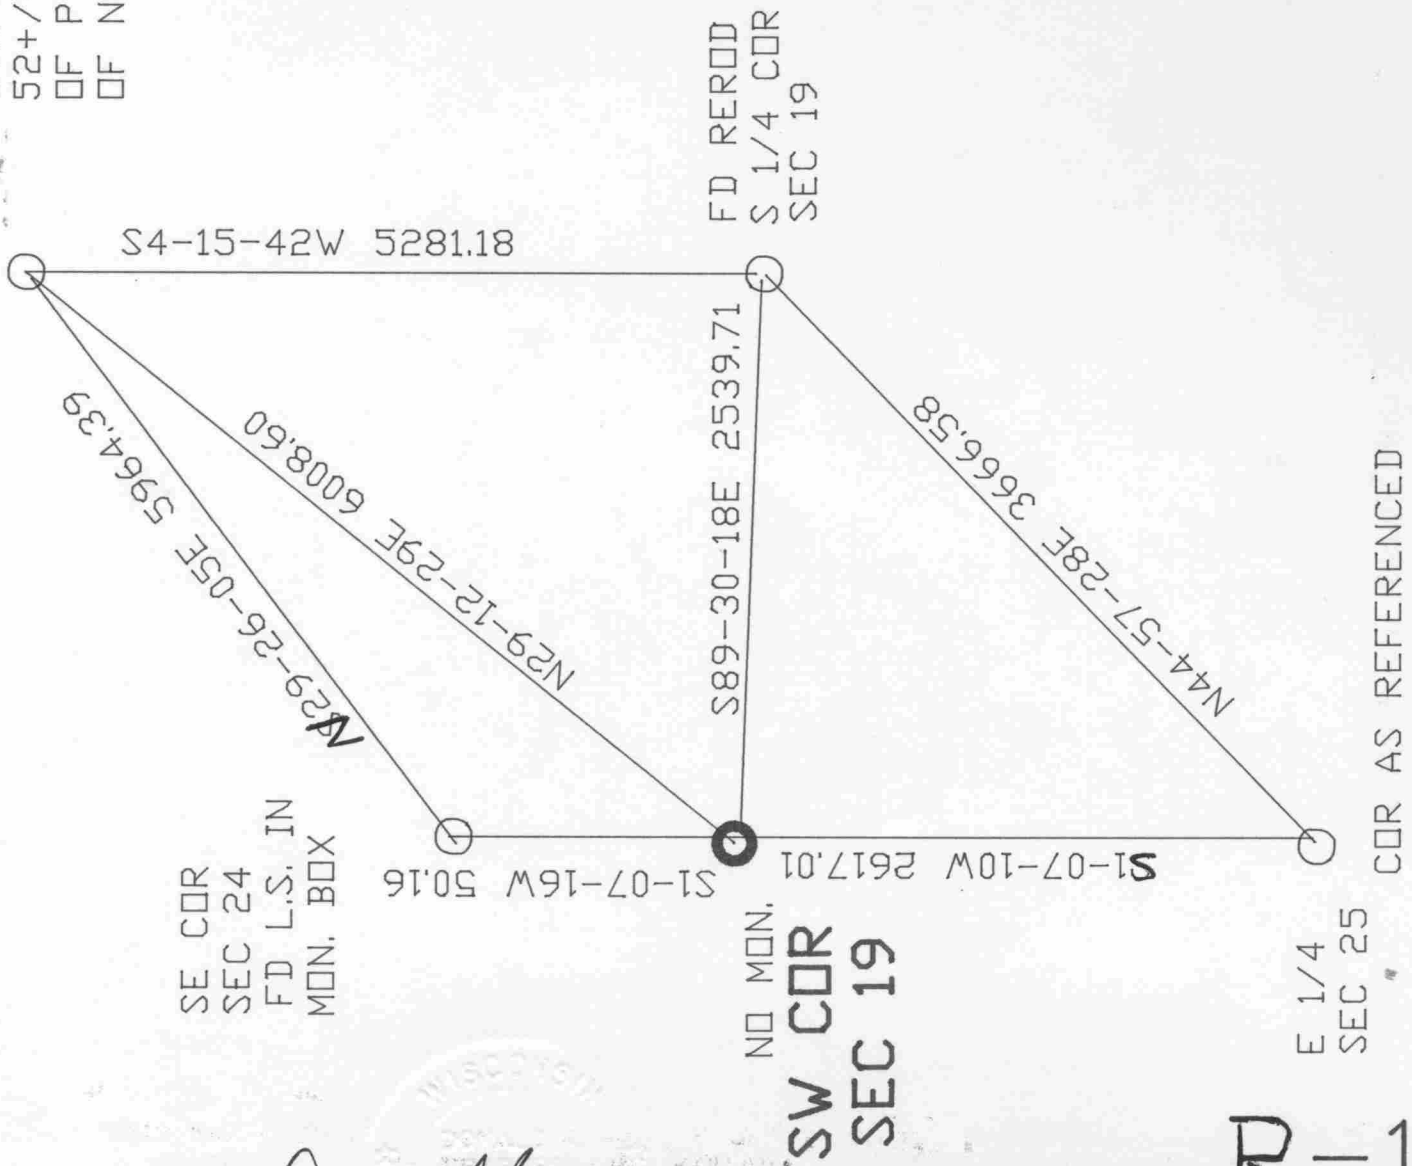 52+/
OF P
OF N
S4-15-42W 5281.18
FD REROD
S 1/4 COR
SEC 19
N29-26-05E 5964.39
N29-12-29E 6008.60
S89-30-18E 2539.71
N44-57-28E 3666.58
SE COR
SEC 24
FD L.S. IN
MON. BOX
S1-07-16W 50.16
S1-07-10W 2617.01
NO MON.
SW COR
SEC 19
E 1/4
SEC 25
COR AS REFERENCED
WISCONSIN
R-1